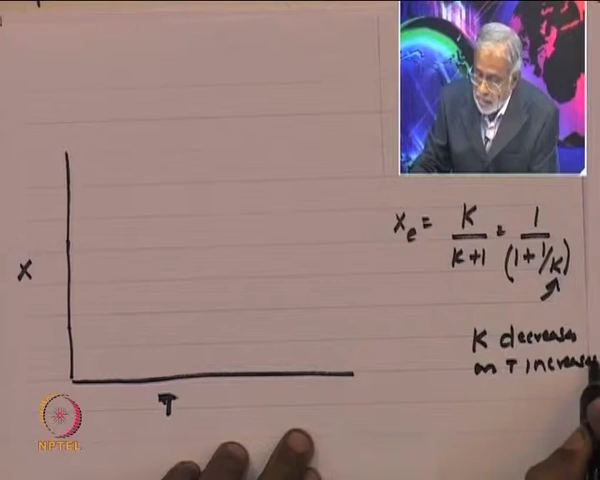 X
T
Xe = K / K+1 = 1 / (1+1/K)
K decreases
as T increases
NPTEL